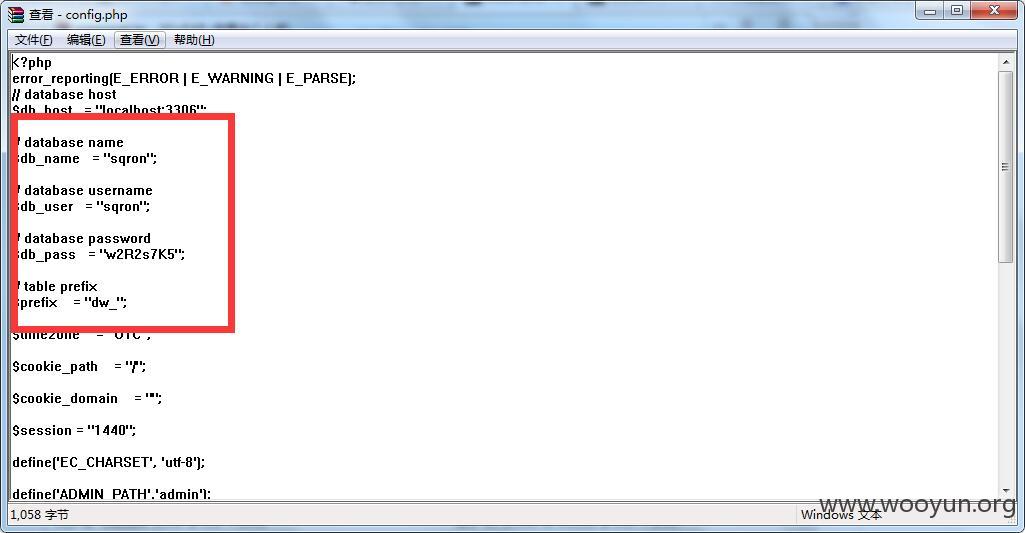 查看 - config.php
文件(F) 编辑(E) 查看(V) 帮助(H)
<?php
error_reporting(E_ERROR | E_WARNING | E_PARSE);
// database host
$db_host = "localhost:3306";
/ database name
$db_name = "sqron";
/ database username
$db_user = "sqron";
/ database password
$db_pass = "w2R2s7K5";
/ table prefix
$prefix = "dw_";
$timezone = "UTC";
$cookie_path = "/";
$cookie_domain = "";
$session = "1440";
define('EC_CHARSET', 'utf-8');
define('ADMIN_PATH','admin');
1,058 字节
Windows 文本
www.wooyun.org